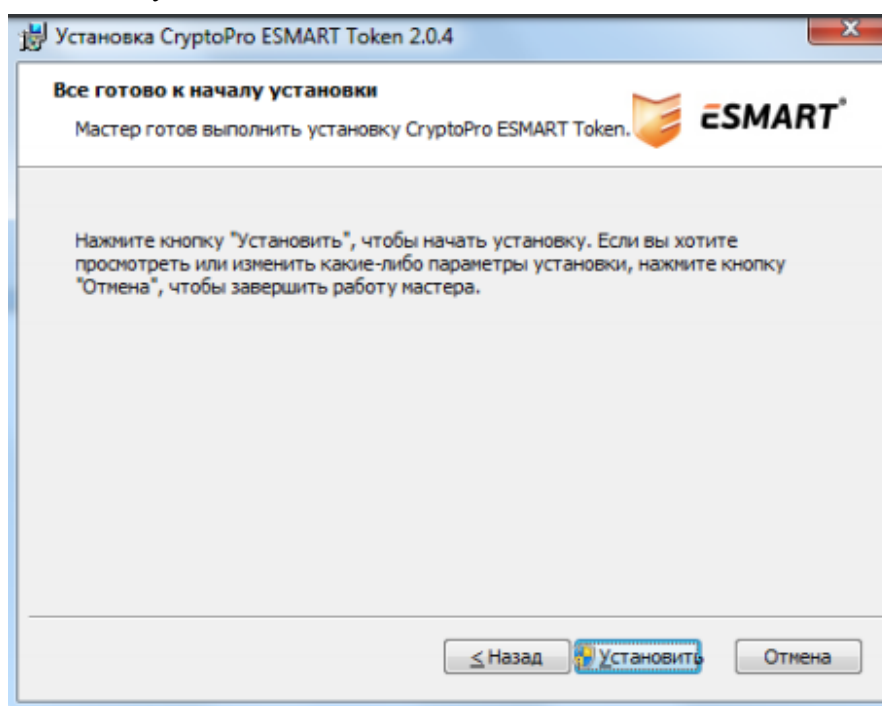 Установка CryptoPro ESMART Token 2.0.4
Все готово к началу установки
Мастер готов выполнить установку CryptoPro ESMART Token.
ESMART®
Нажмите кнопку "Установить", чтобы начать установку. Если вы хотите
просмотреть или изменить какие-либо параметры установки, нажмите кнопку
"Отмена", чтобы завершить работу мастера.
≤ Назад
Установить
Отмена